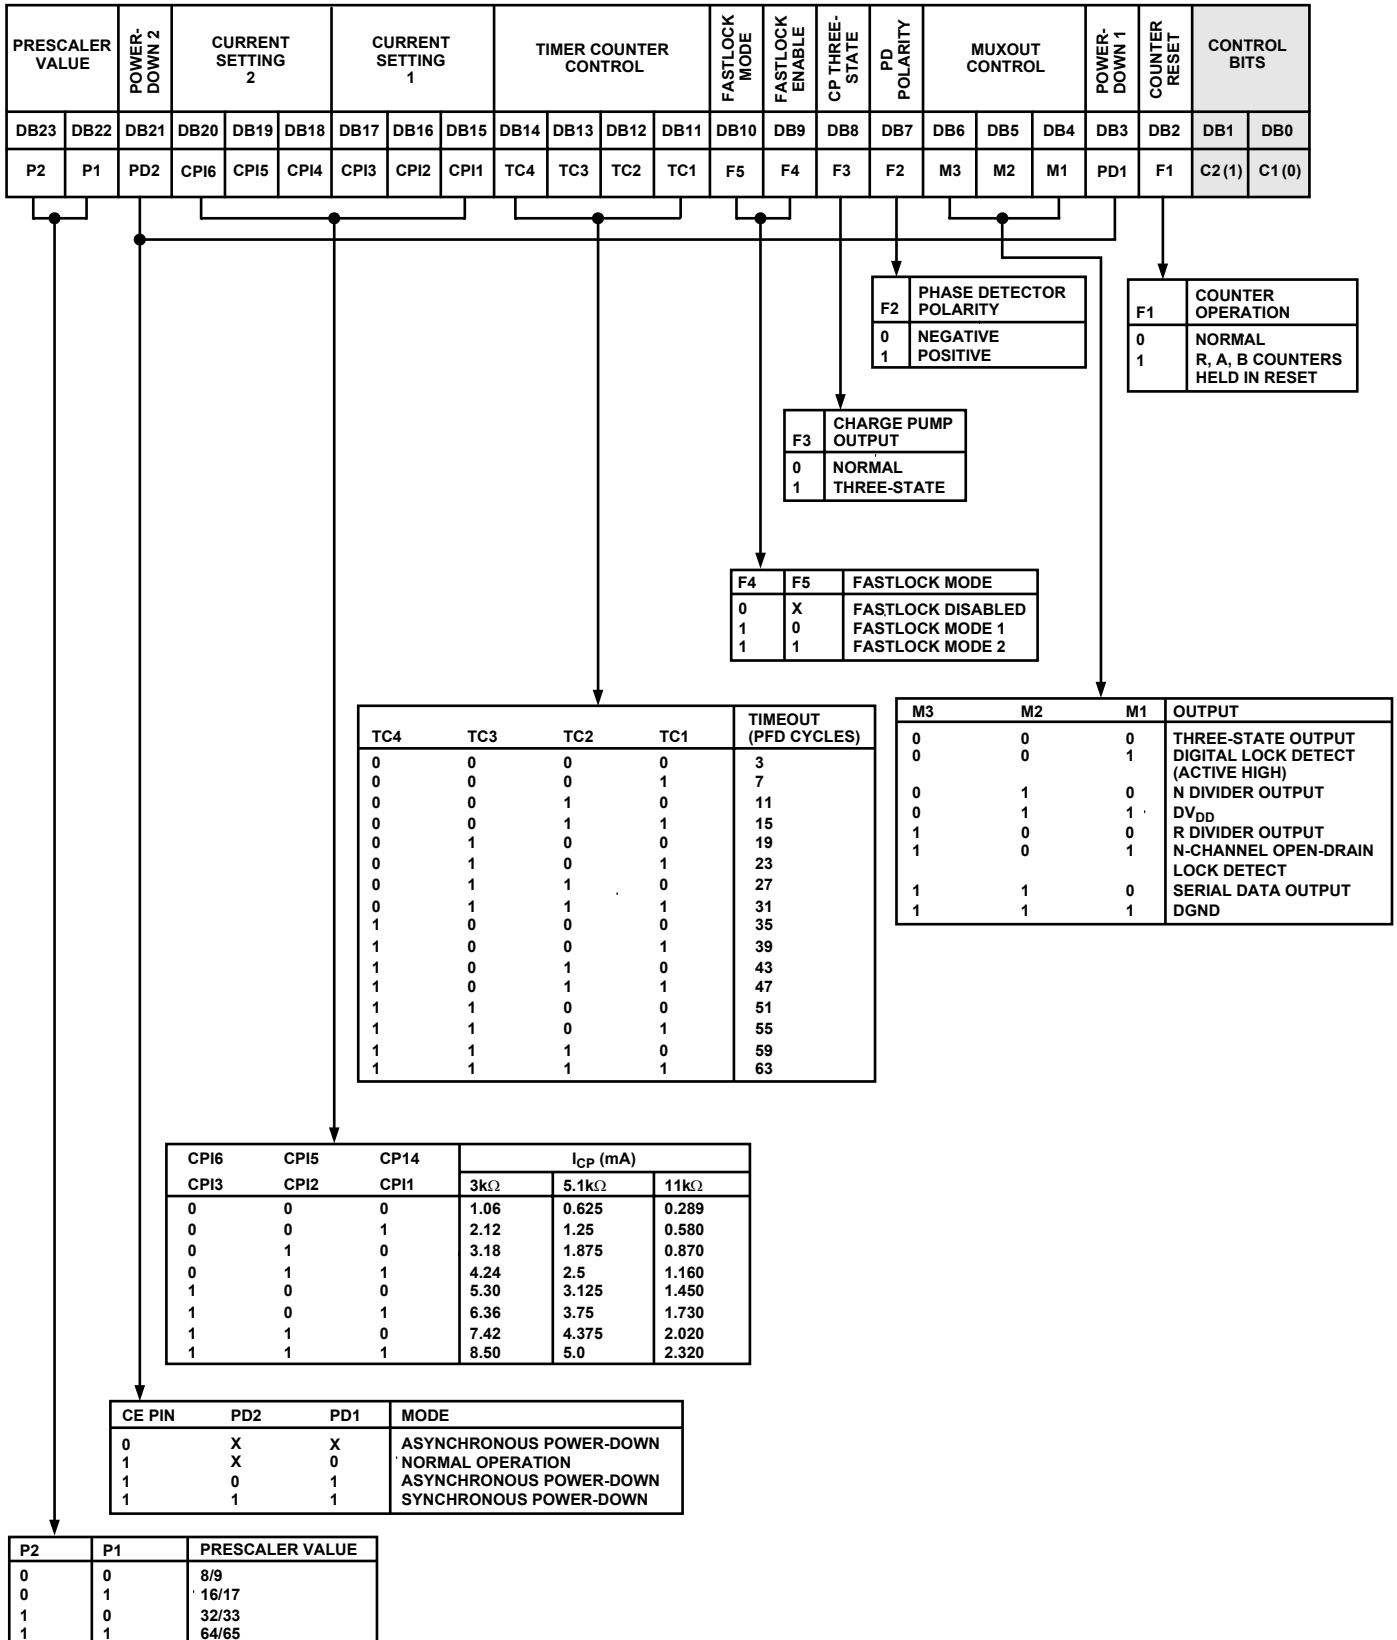 PRESCALER VALUE POWER-DOWN 2 CURRENT SETTING 2 CURRENT SETTING 1 TIMER COUNTER CONTROL FASTLOCK MODE FASTLOCK ENABLE CP THREE-STATE PD POLARITY MUXOUT CONTROL POWER-DOWN 1 COUNTER RESET CONTROL BITS
DB23 DB22 DB21 DB20 DB19 DB18 DB17 DB16 DB15 DB14 DB13 DB12 DB11 DB10 DB9 DB8 DB7 DB6 DB5 DB4 DB3 DB2 DB1 DB0
P2 P1 PD2 CPI6 CPI5 CPI4 CPI3 CPI2 CPI1 TC4 TC3 TC2 TC1 F5 F4 F3 F2 M3 M2 M1 PD1 F1 C2 (1) C1 (0)
F2 PHASE DETECTOR POLARITY
0 NEGATIVE
1 POSITIVE
F1 COUNTER OPERATION
0 NORMAL
1 R, A, B COUNTERS
HELD IN RESET
F3 CHARGE PUMP OUTPUT
0 NORMAL
1 THREE-STATE
F4 F5 FASTLOCK MODE
0 X FASTLOCK DISABLED
1 0 FASTLOCK MODE 1
1 1 FASTLOCK MODE 2
TC4 TC3 TC2 TC1 TIMEOUT (PFD CYCLES)
0 0 0 0 3
0 0 0 1 7
0 0 1 0 11
0 0 1 1 15
0 1 0 0 19
0 1 0 1 23
0 1 1 0 27
0 1 1 1 31
1 0 0 0 35
1 0 0 1 39
1 0 1 0 43
1 0 1 1 47
1 1 0 0 51
1 1 0 1 55
1 1 1 0 59
1 1 1 1 63
M3 M2 M1 OUTPUT
0 0 0 THREE-STATE OUTPUT
0 0 1 DIGITAL LOCK DETECT
(ACTIVE HIGH)
0 1 0 N DIVIDER OUTPUT
0 1 1 DVDD
1 0 0 R DIVIDER OUTPUT
1 0 1 N-CHANNEL OPEN-DRAIN
LOCK DETECT
1 1 0 SERIAL DATA OUTPUT
1 1 1 DGND
CPI6 CPI5 CP14 ICP (mA)
CPI3 CPI2 CPI1 3kΩ 5.1kΩ 11kΩ
0 0 0 1.06 0.625 0.289
0 0 1 2.12 1.25 0.580
0 1 0 3.18 1.875 0.870
0 1 1 4.24 2.5 1.160
1 0 0 5.30 3.125 1.450
1 0 1 6.36 3.75 1.730
1 1 0 7.42 4.375 2.020
1 1 1 8.50 5.0 2.320
CE PIN PD2 PD1 MODE
0 X X ASYNCHRONOUS POWER-DOWN
1 X 0 NORMAL OPERATION
1 0 1 ASYNCHRONOUS POWER-DOWN
1 1 1 SYNCHRONOUS POWER-DOWN
P2 P1 PRESCALER VALUE
0 0 8/9
0 1 16/17
1 0 32/33
1 1 64/65